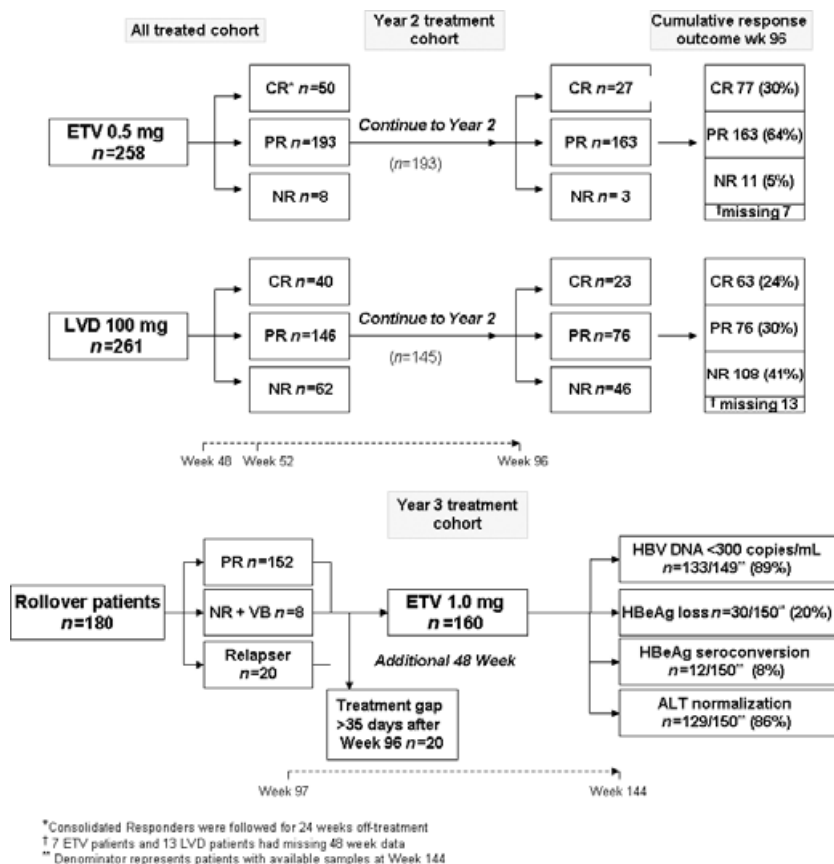 All treated cohort
Year 2 treatment
cohort
Cumulative response
outcome wk 96
ETV 0.5 mg
n=258
CR* n=50
PR n=193
NR n=8
Continue to Year 2
(n=193)
CR n=27
PR n=163
NR n= 3
CR 77 (30%)
PR 163 (64%)
NR 11 (5%)
†missing 7
LVD 100 mg
n=261
CR n=40
PR n=146
NR n=62
Continue to Year 2
(n=145)
CR n=23
PR n=76
NR n=46
CR 63 (24%)
PR 76 (30%)
NR 108 (41%)
† missing 13
Week 48
Week 52
Week 96
Year 3 treatment
cohort
Rollover patients
n=180
PR n=152
NR + VB n=8
Relapser
n=20
ETV 1.0 mg
n=160
Additional 48 Week
Treatment gap
>35 days after
Week 96 n=20
HBV DNA <300 copies/mL
n=133/149** (89%)
HBeAg loss n=30/150** (20%)
HBeAg seroconversion
n=12/150** (8%)
ALT normalization
n=129/150** (86%)
Week 97
Week 144
*Consolidated Responders were followed for 24 weeks off-treatment
† 7 ETV patients and 13 LVD patients had missing 48 week data
** Denominator represents patients with available samples at Week 144